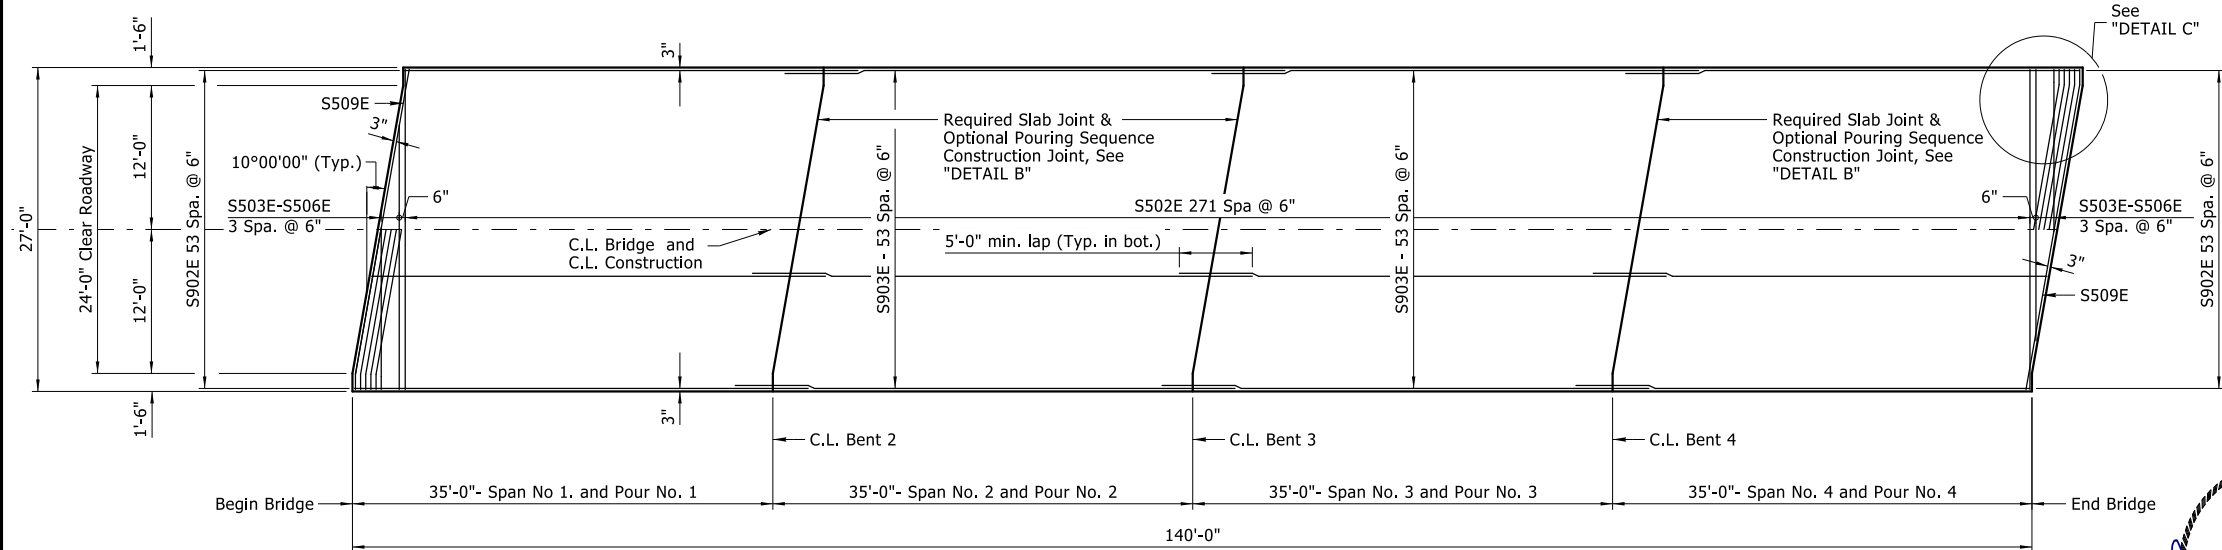 See
"DETAIL C"
1'-6"
3"
S509E
3"
10°00'00" (Typ.)
Required Slab Joint &
Optional Pouring Sequence
Construction Joint, See
"DETAIL B"
Required Slab Joint &
Optional Pouring Sequence
Construction Joint, See
"DETAIL B"
27'-0"
24'-0" Clear Roadway
12'-0"
12'-0"
S902E 53 Spa. @ 6"
S503E-S506E
3 Spa. @ 6"
6"
C.L. Bridge and
C.L. Construction
S903E - 53 Spa. @ 6"
S502E 271 Spa @ 6"
5'-0" min. lap (Typ. in bot.)
S903E - 53 Spa. @ 6"
6"
S503E-S506E
3 Spa. @ 6"
3"
S509E
S902E 53 Spa. @ 6"
1'-6"
3"
C.L. Bent 2
C.L. Bent 3
C.L. Bent 4
Begin Bridge
35'-0"- Span No 1. and Pour No. 1
35'-0"- Span No. 2 and Pour No. 2
35'-0"- Span No. 3 and Pour No. 3
35'-0"- Span No. 4 and Pour No. 4
End Bridge
140'-0"